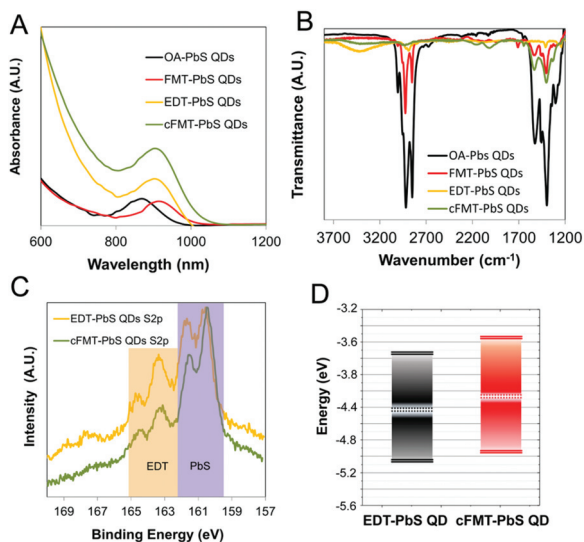 A
OA-PbS QDs
FMT-PbS QDs
EDT-PbS QDs
cFMT-PbS QDs
Absorbance (A.U.)
600 800 1000 1200
Wavelength (nm)
B
Transmittance (A.U.)
OA-Pbs QDs
FMT-PbS QDs
EDT-PbS QDs
cFMT-PbS QDs
3700 3200 2700 2200 1700 1200
Wavenumber (cm-1)
C
EDT-PbS QDs S2p
cFMT-PbS QDs S2p
Intensity (A.U.)
EDT
PbS
169 167 165 163 161 159 157
Binding Energy (eV)
D
Energy (eV)
-3.2
-3.6
-4.0
-4.4
-4.8
-5.2
-5.6
EDT-PbS QD cFMT-PbS QD